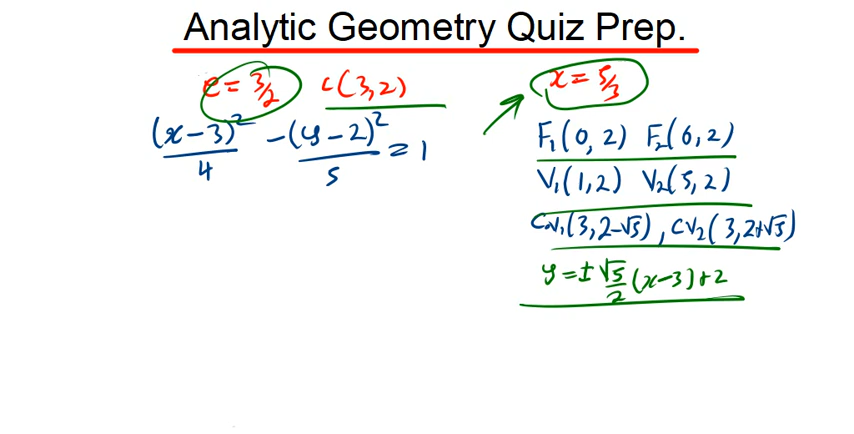 Analytic Geometry Quiz Prep.
e = 3/2 C(3,2)
(x-3)²/4 - (y-2)²/5 = 1
x = 5/3
F₁(0,2) F₂(6,2)
V₁(1,2) V₂(5,2)
CV₁(3,2-√5), CV₂(3,2+√5)
y = ±√5/2 (x-3)+2